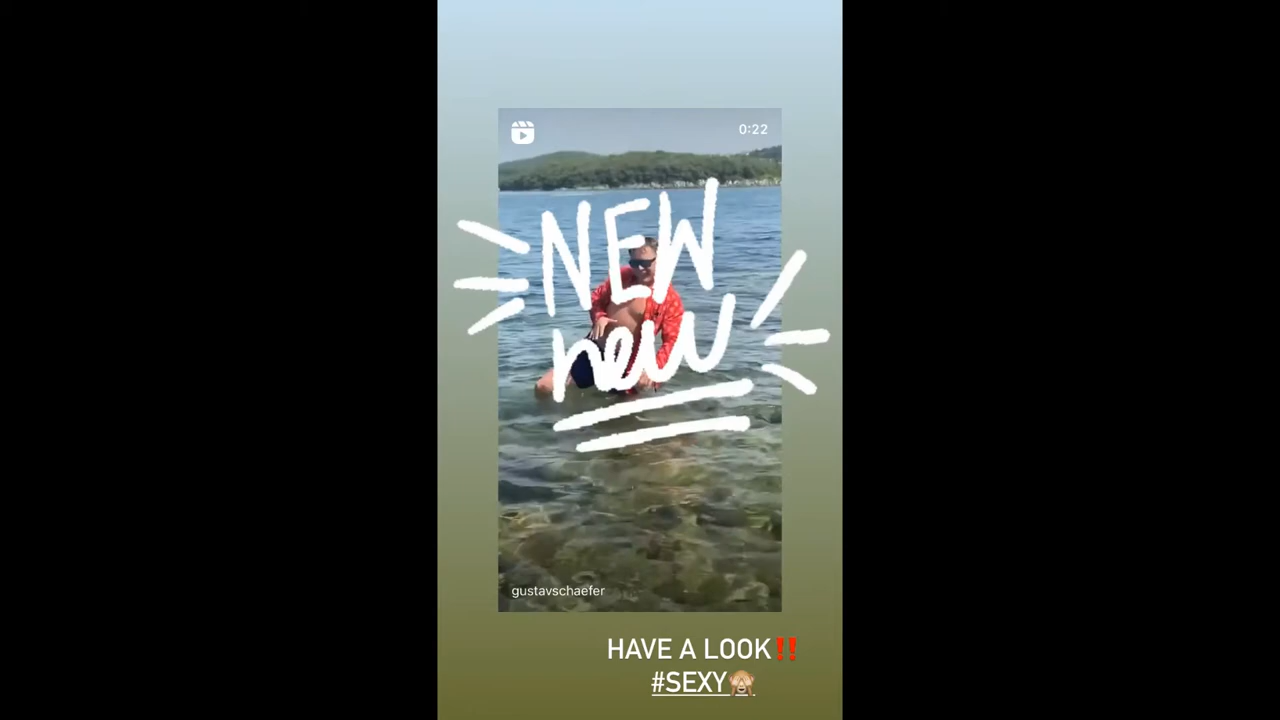 0:22
NEW
new
gustavschaefer
HAVE A LOOK‼️
#SEXY🙈